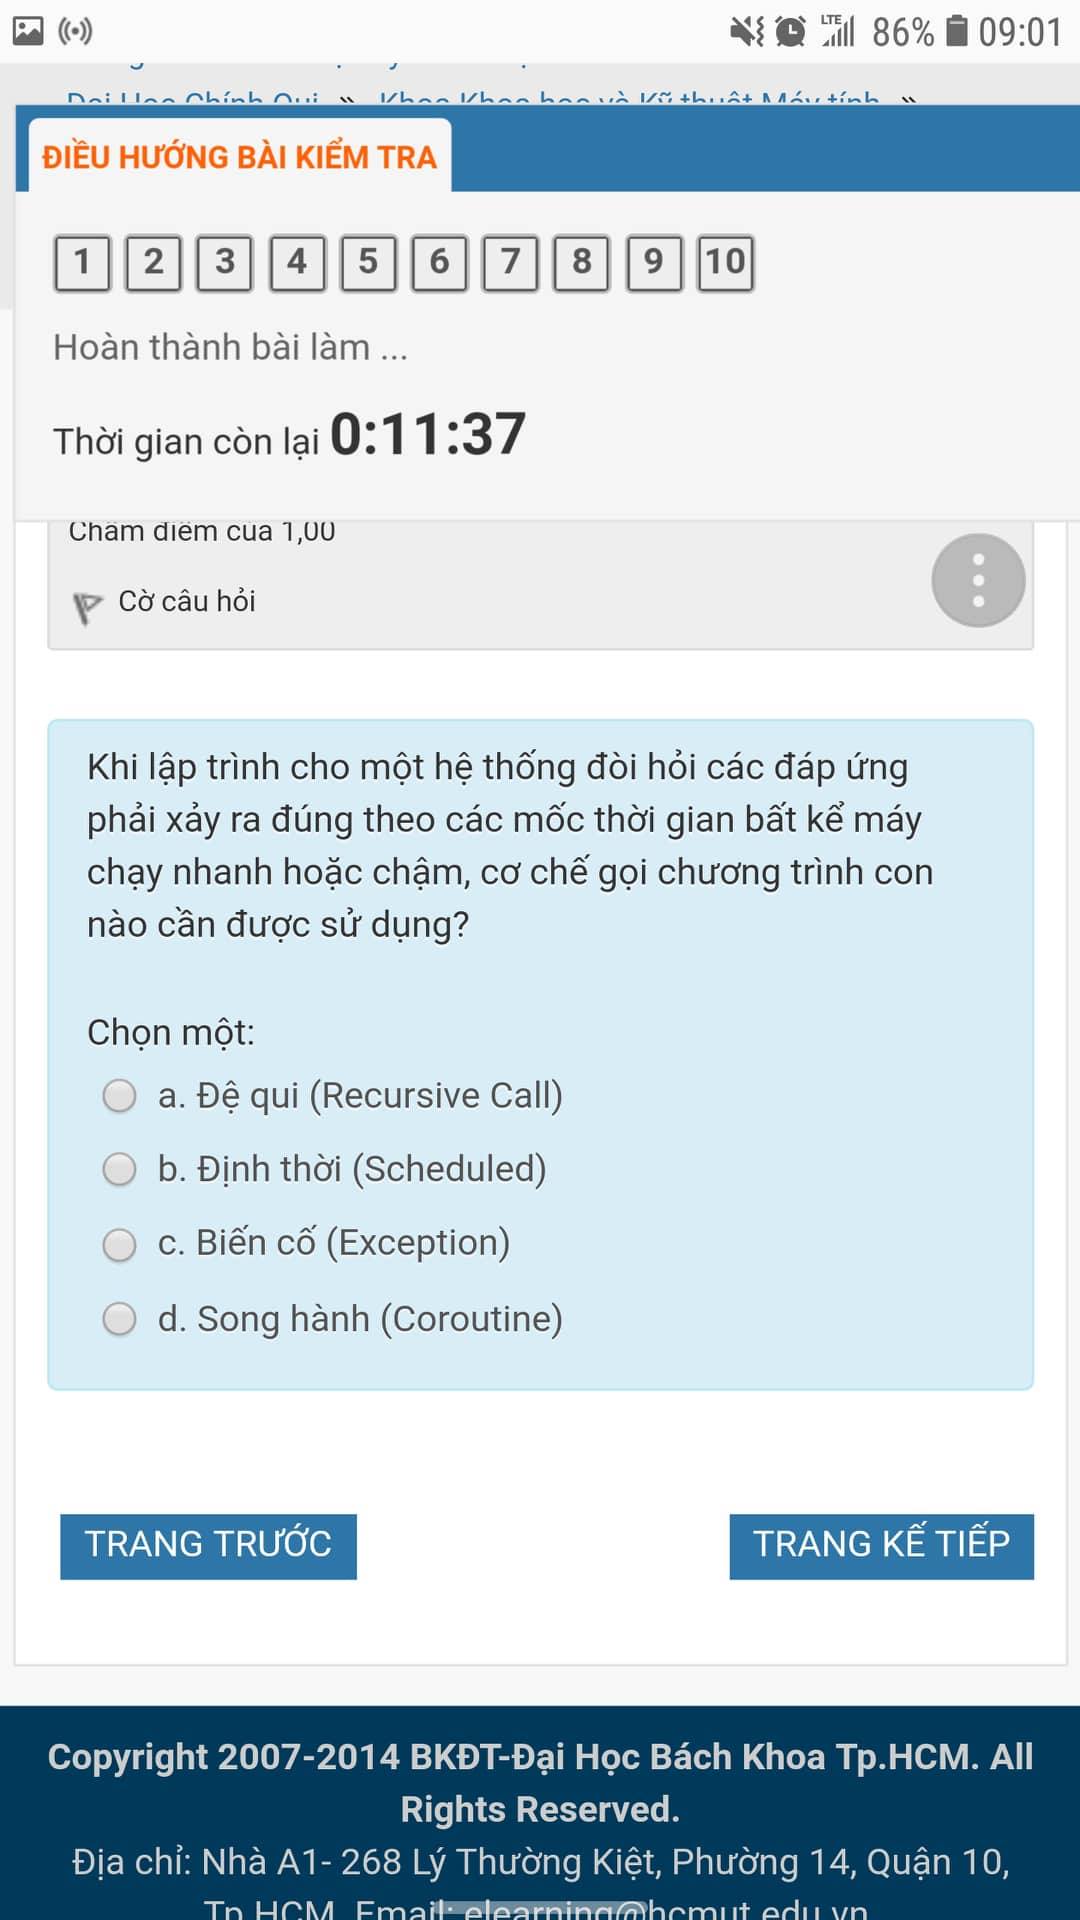 LTE 86% 09:01
Đại Học Chính Qui » Khoa Khoa học và Kỹ thuật Máy tính »
ĐIỀU HƯỚNG BÀI KIỂM TRA
1 2 3 4 5 6 7 8 9 10
Hoàn thành bài làm ...
Thời gian còn lại 0:11:37
Chấm điểm của 1,00
Cờ câu hỏi
Khi lập trình cho một hệ thống đòi hỏi các đáp ứng
phải xảy ra đúng theo các mốc thời gian bất kể máy
chạy nhanh hoặc chậm, cơ chế gọi chương trình con
nào cần được sử dụng?
Chọn một:
a. Đệ qui (Recursive Call)
b. Định thời (Scheduled)
c. Biến cố (Exception)
d. Song hành (Coroutine)
TRANG TRƯỚC
TRANG KẾ TIẾP
Copyright 2007-2014 BKĐT-Đại Học Bách Khoa Tp.HCM. All
Rights Reserved.
Địa chỉ: Nhà A1- 268 Lý Thường Kiệt, Phường 14, Quận 10,
Tp.HCM. Email: elearning@hcmut.edu.vn